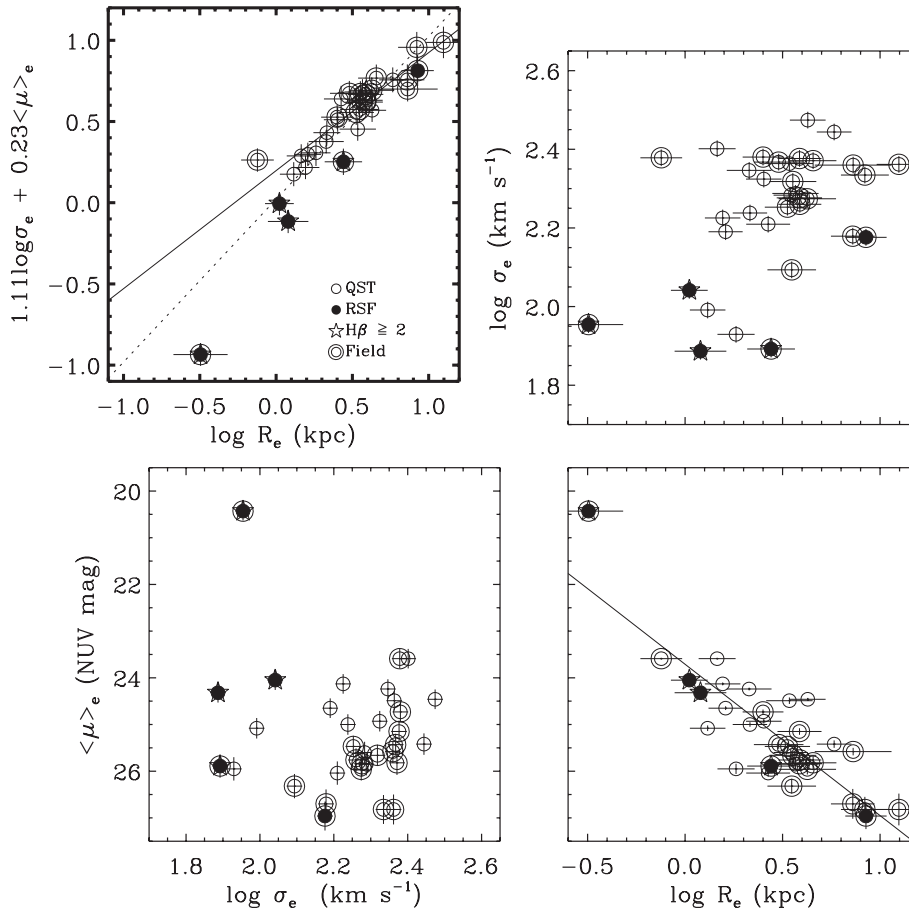 1.11logσe + 0.23<μ>e
1.0
0.5
0.0
−0.5
−1.0
○ QST
● RSF
☆ Hβ ≧ 2
◎ Field
−1.0 −0.5 0.0 0.5 1.0
log Re (kpc)
log σe (km s⁻¹)
2.6
2.4
2.2
2.0
1.8
<μ>e (NUV mag)
20
22
24
26
1.8 2.0 2.2 2.4 2.6
log σe (km s⁻¹)
−0.5 0.0 0.5 1.0
log Re (kpc)